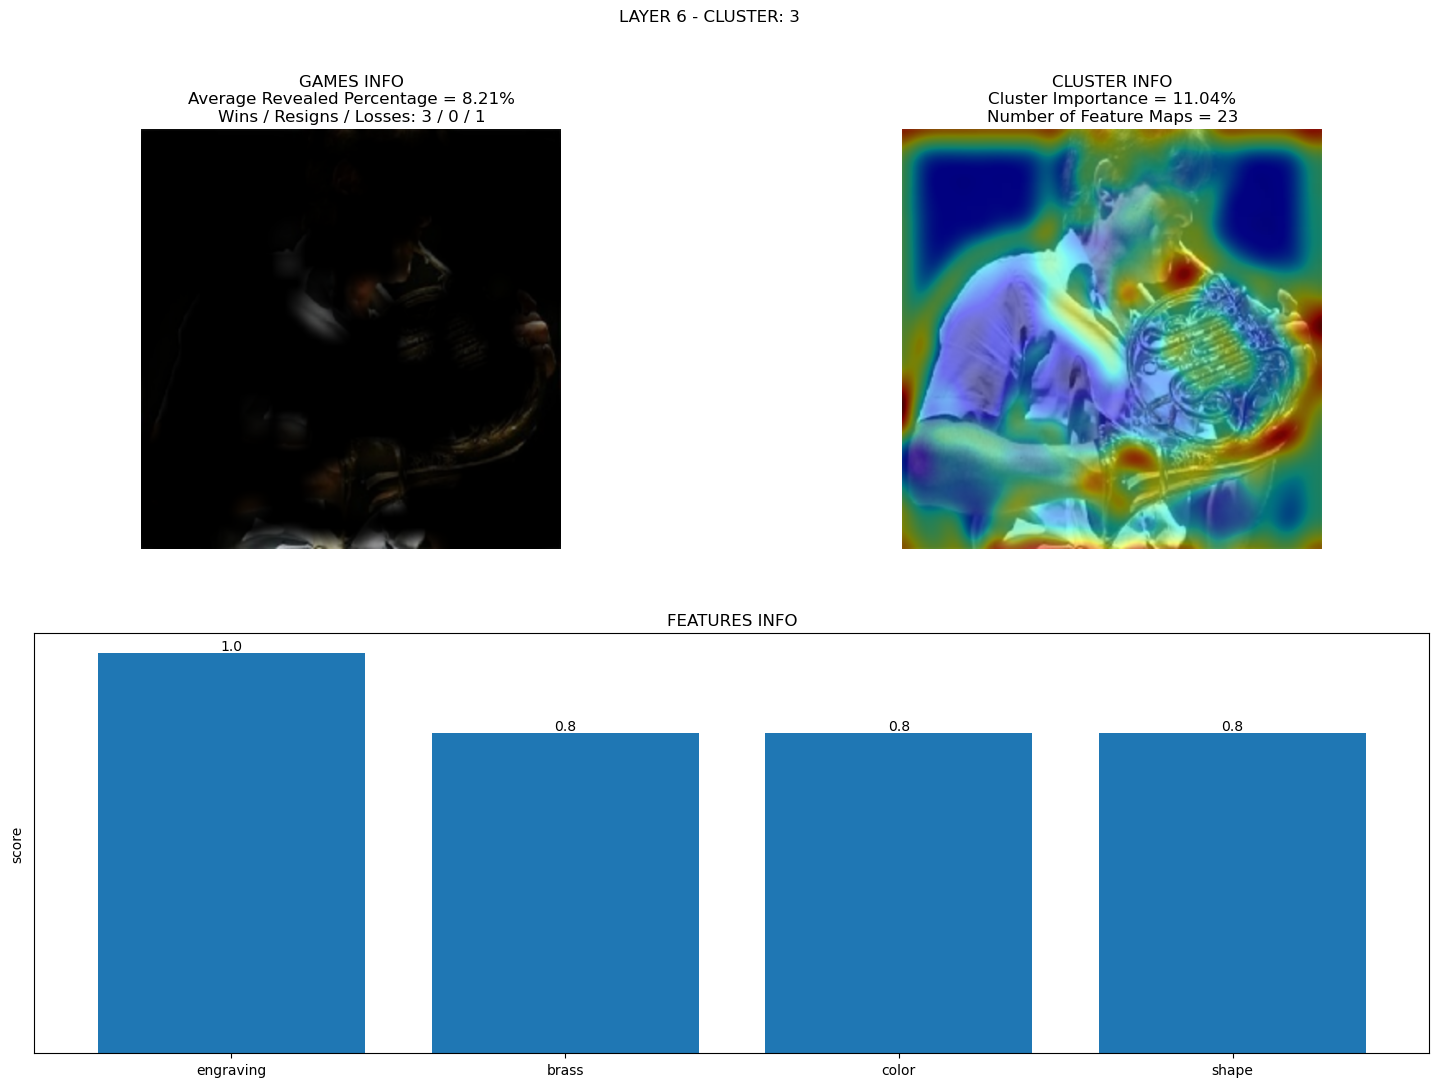 LAYER 6 - CLUSTER: 3
GAMES INFO
Average Revealed Percentage = 8.21%
Wins / Resigns / Losses: 3 / 0 / 1
CLUSTER INFO
Cluster Importance = 11.04%
Number of Feature Maps = 23
FEATURES INFO
score
1.0
0.8
0.8
0.8
engraving
brass
color
shape